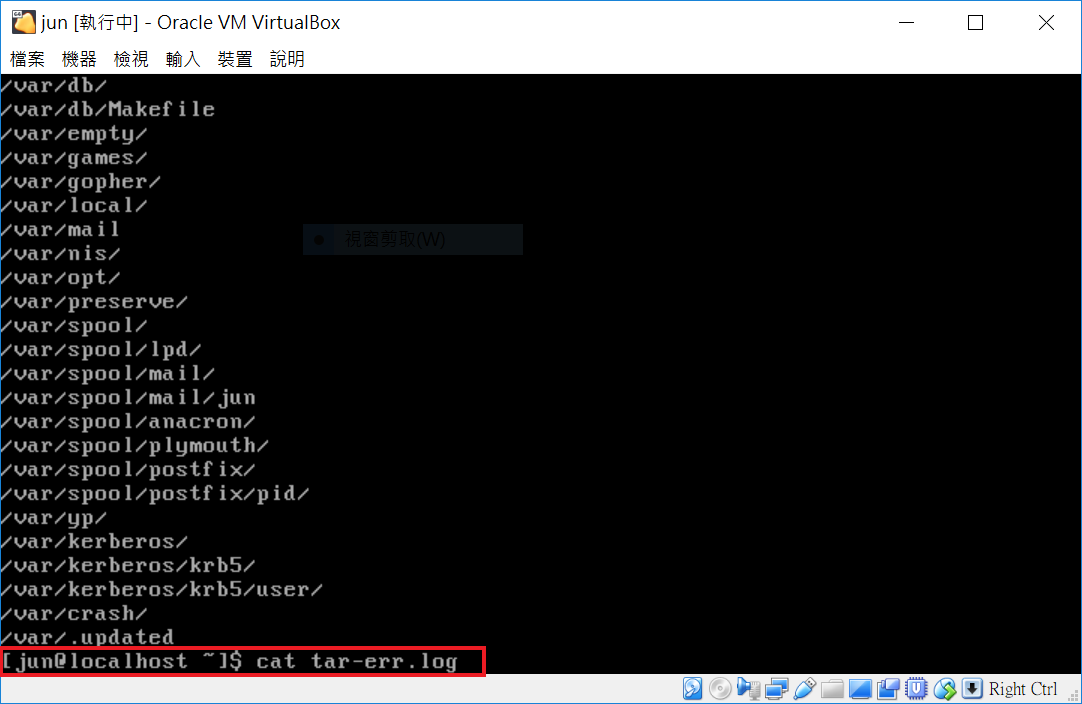 jun [執行中] - Oracle VM VirtualBox
檔案 機器 檢視 輸入 裝置 說明
/var/db/
/var/db/Makefile
/var/empty/
/var/games/
/var/gopher/
/var/local/
/var/mail
/var/nis/
/var/opt/
/var/preserve/
/var/spool/
/var/spool/lpd/
/var/spool/mail/
/var/spool/mail/jun
/var/spool/anacron/
/var/spool/plymouth/
/var/spool/postfix/
/var/spool/postfix/pid/
/var/yp/
/var/kerberos/
/var/kerberos/krb5/
/var/kerberos/krb5/user/
/var/crash/
/var/.updated
[jun@localhost ~]$ cat tar-err.log
視窗剪取(W)
Right Ctrl